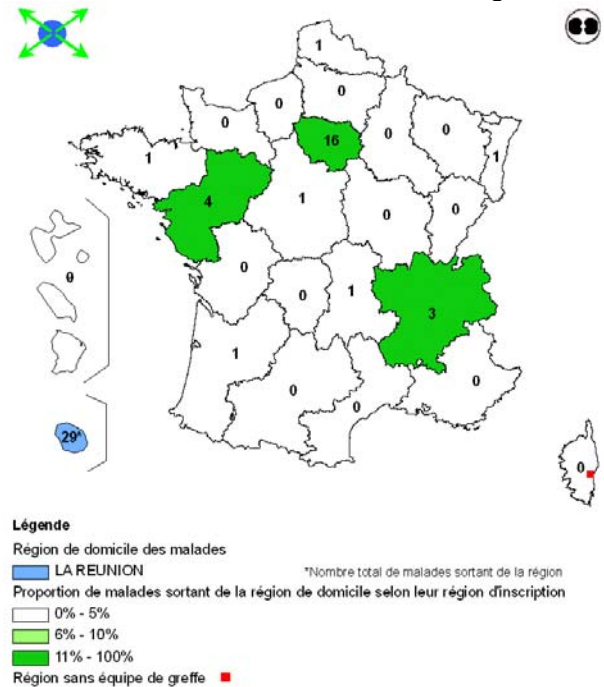 1
0
0
0
0
16
1
1
4
1
0
0
0
0
1
3
1
0
0
0
0
29*
0
Légende
Région de domicile des malades
LA REUNION
*Nombre total de malades sortant de la région
Proportion de malades sortant de la région de domicile selon leur région d'inscription
0% - 5%
6% - 10%
11% - 100%
Région sans équipe de greffe